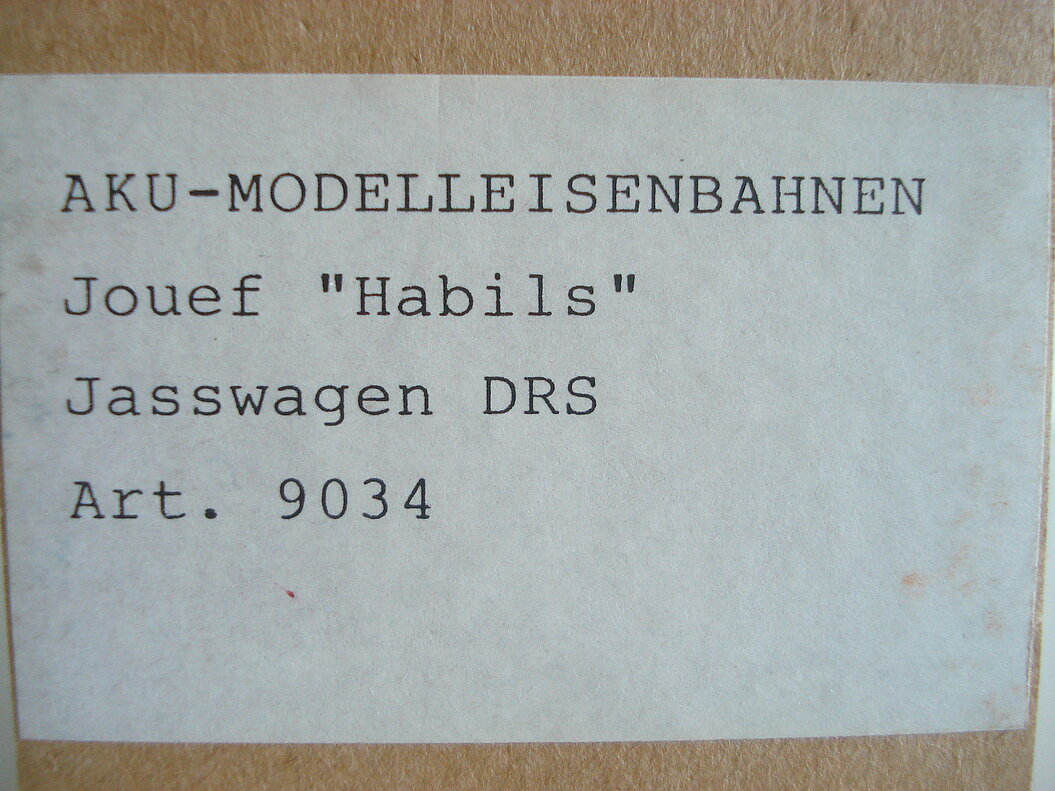 AKU-MODELLEISENBAHNEN
Jouef "Habils"
Jasswagen DRS
Art. 9034